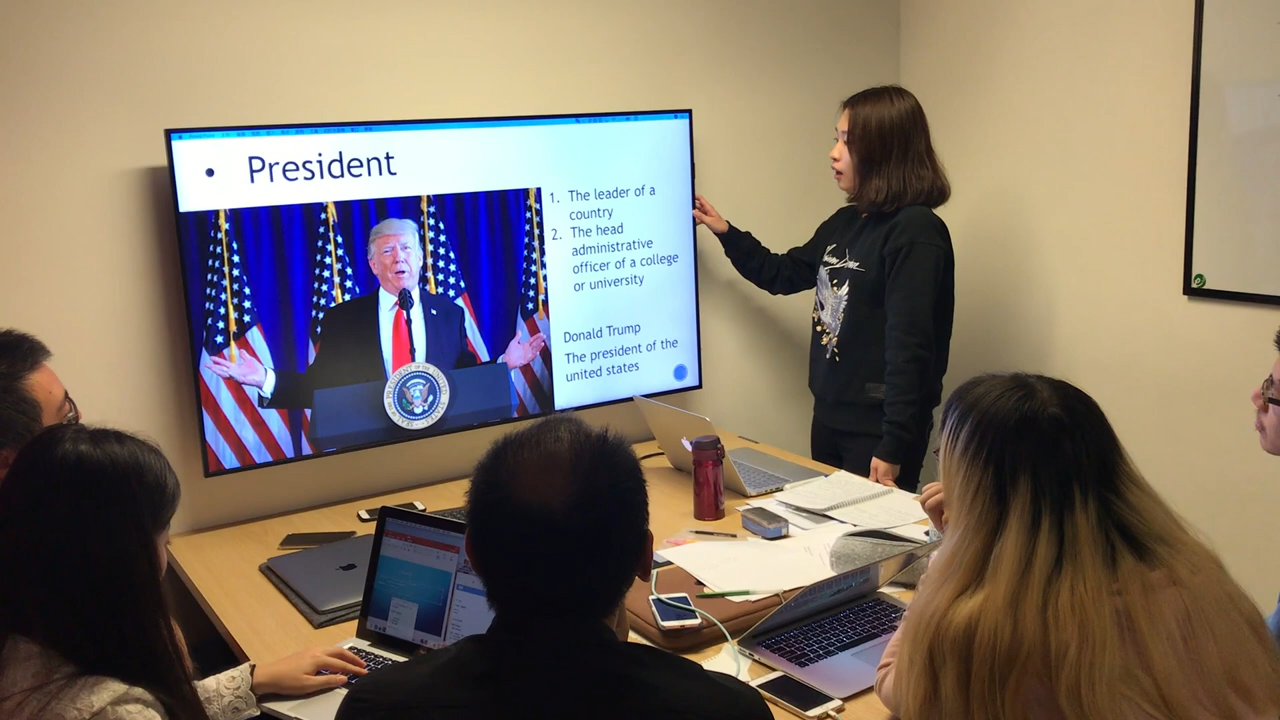 • President
1. The leader of a
country
2. The head
administrative
officer of a college
or university
Donald Trump
The president of the
united states